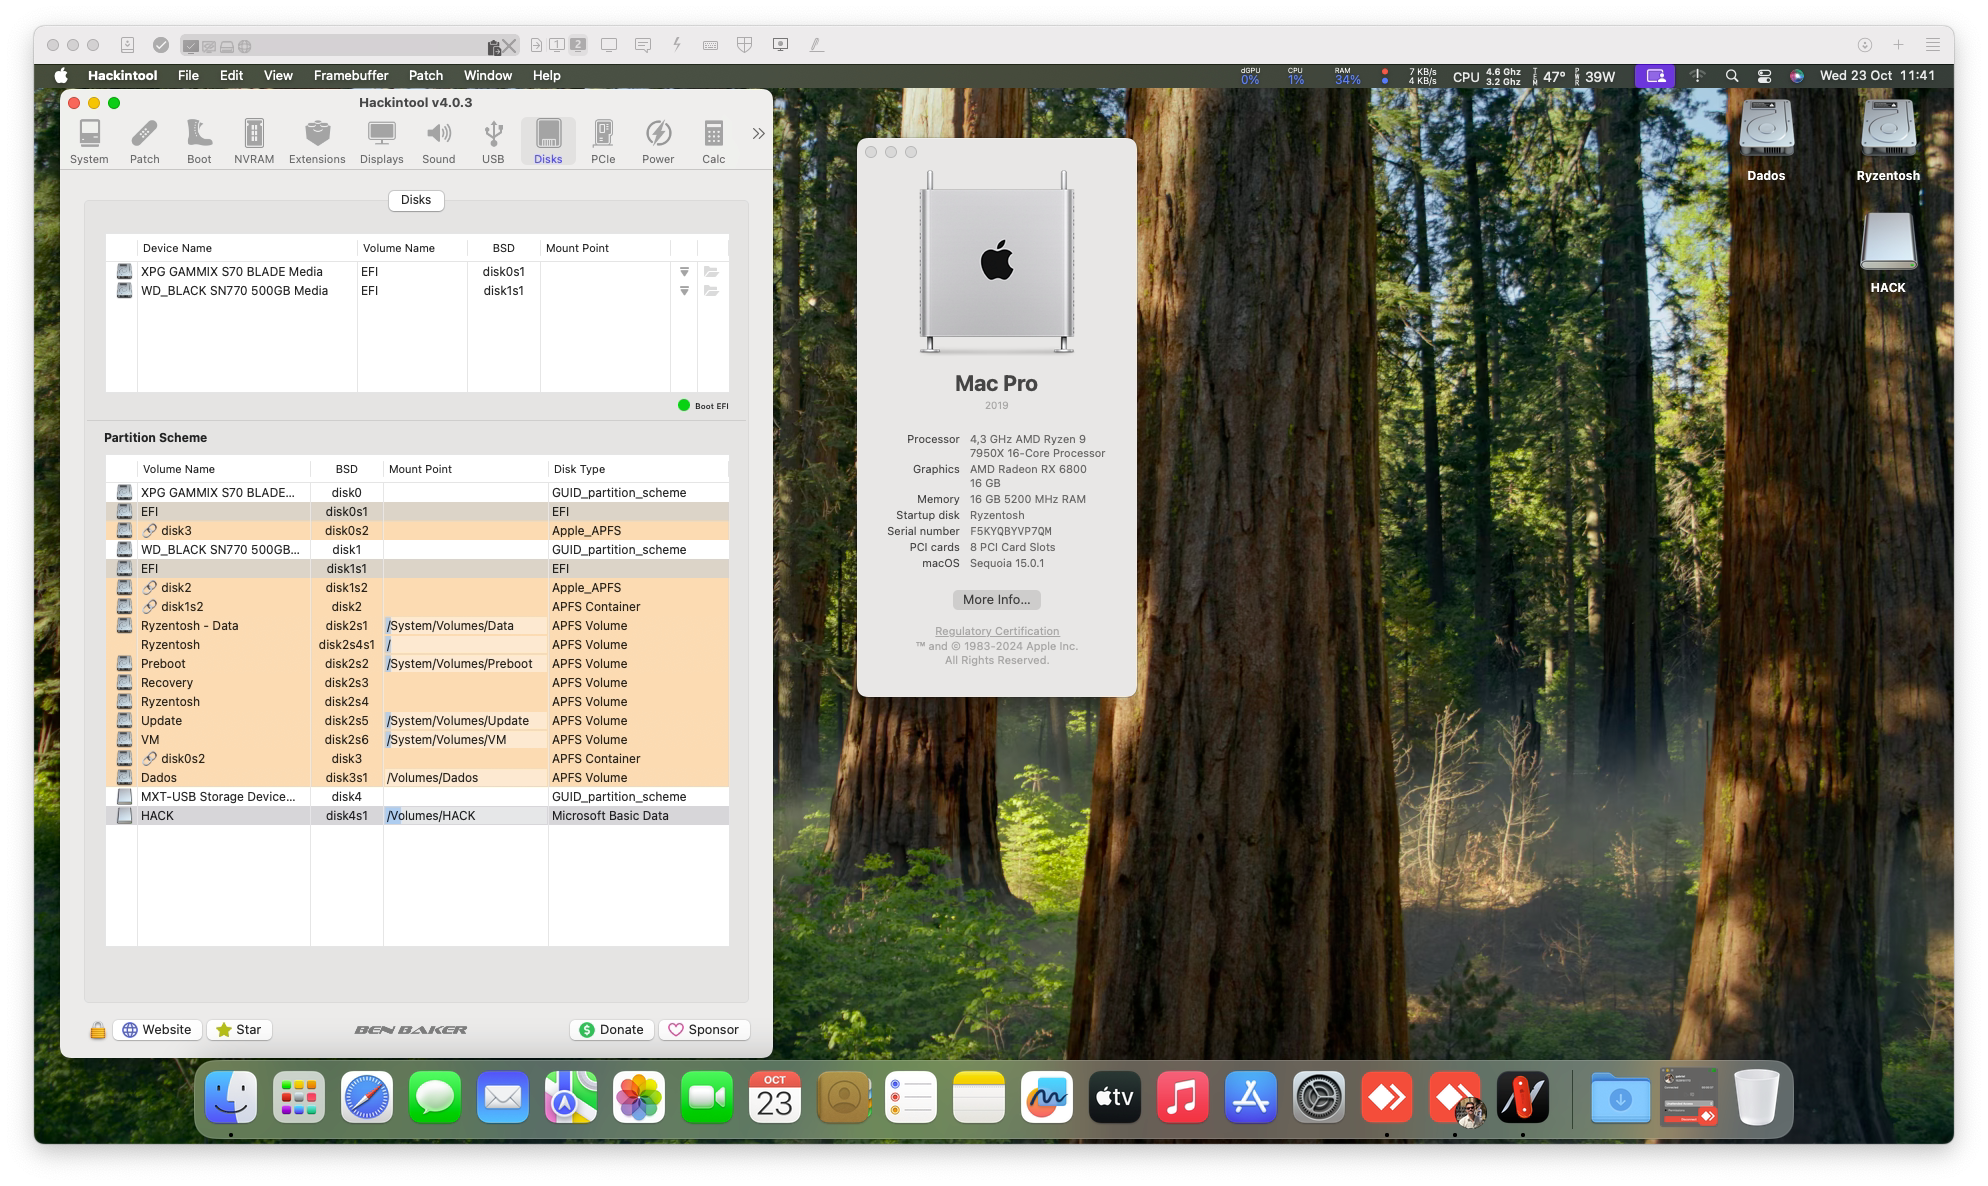 1 2
Hackintool File Edit View Framebuffer Patch Window Help
dGPU 0% CPU 1% RAM 34% 7 KB/s 4 KB/s CPU 4.6 Ghz 3.2 Ghz TEM 47° PWR 39W Wed 23 Oct 11:41
Hackintool v4.0.3
System Patch Boot NVRAM Extensions Displays Sound USB Disks PCIe Power Calc
Disks
Device Name Volume Name BSD Mount Point
XPG GAMMIX S70 BLADE Media EFI disk0s1
WD_BLACK SN770 500GB Media EFI disk1s1
Boot EFI
Partition Scheme
Volume Name BSD Mount Point Disk Type
XPG GAMMIX S70 BLADE... disk0 GUID_partition_scheme
EFI disk0s1 EFI
disk3 disk0s2 Apple_APFS
WD_BLACK SN770 500GB... disk1 GUID_partition_scheme
EFI disk1s1 EFI
disk2 disk1s2 Apple_APFS
disk1s2 disk2 APFS Container
Ryzentosh - Data disk2s1 /System/Volumes/Data APFS Volume
Ryzentosh disk2s4s1 / APFS Volume
Preboot disk2s2 /System/Volumes/Preboot APFS Volume
Recovery disk2s3 APFS Volume
Ryzentosh disk2s4 APFS Volume
Update disk2s5 /System/Volumes/Update APFS Volume
VM disk2s6 /System/Volumes/VM APFS Volume
disk0s2 disk3 APFS Container
Dados disk3s1 /Volumes/Dados APFS Volume
MXT-USB Storage Device... disk4 GUID_partition_scheme
HACK disk4s1 /Volumes/HACK Microsoft Basic Data
Website Star BEN BAKER Donate Sponsor
Mac Pro
2019
Processor 4,3 GHz AMD Ryzen 9
7950X 16-Core Processor
Graphics AMD Radeon RX 6800
16 GB
Memory 16 GB 5200 MHz RAM
Startup disk Ryzentosh
Serial number F5KYQBYVP7QM
PCI cards 8 PCI Card Slots
macOS Sequoia 15.0.1
More Info...
Regulatory Certification
™ and © 1983-2024 Apple Inc.
All Rights Reserved.
Dados Ryzentosh
HACK
OCT
23
tv